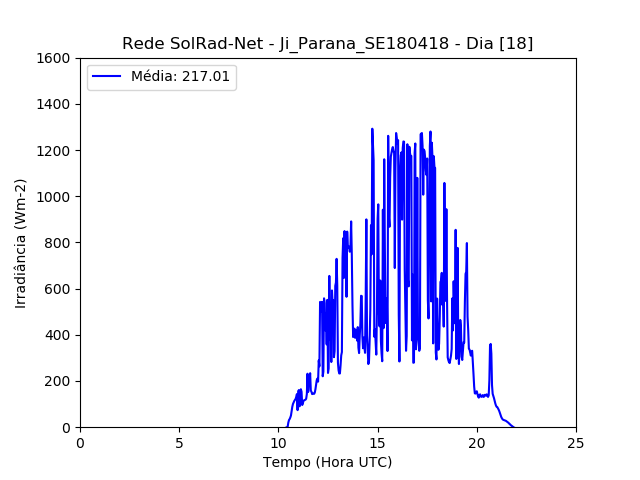 Rede SolRad-Net - Ji_Parana_SE180418 - Dia [18]
Média: 217.01
Irradiância (Wm-2)
1600
1400
1200
1000
800
600
400
200
0
0 5 10 15 20 25
Tempo (Hora UTC)